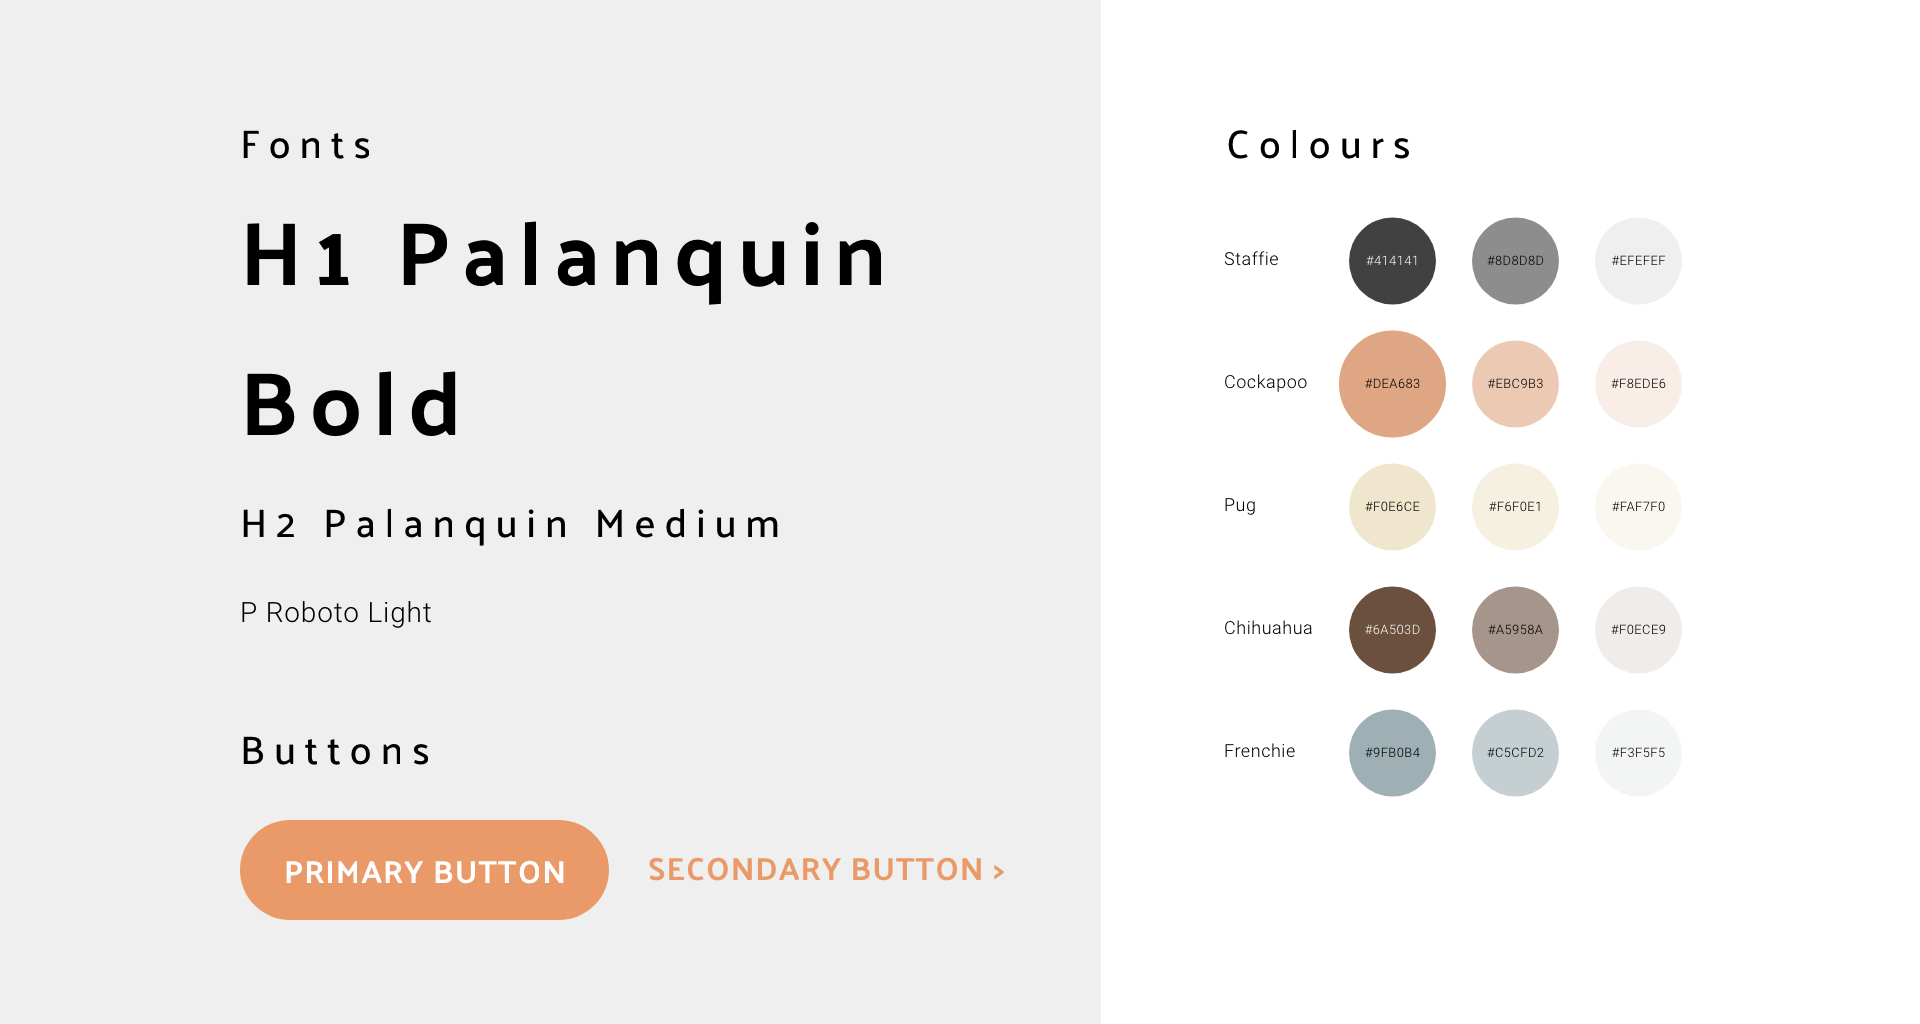 Fonts
H1 Palanquin
Bold
H2 Palanquin Medium
P Roboto Light
Buttons
PRIMARY BUTTON
SECONDARY BUTTON >
Colours
Staffie #414141 #8D8D8D #EFEFEF
Cockapoo #DEA683 #EBC9B3 #F8EDE6
Pug #F0E6CE #F6F0E1 #FAF7F0
Chihuahua #6A503D #A5958A #F0ECE9
Frenchie #9FB0B4 #C5CFD2 #F3F5F5